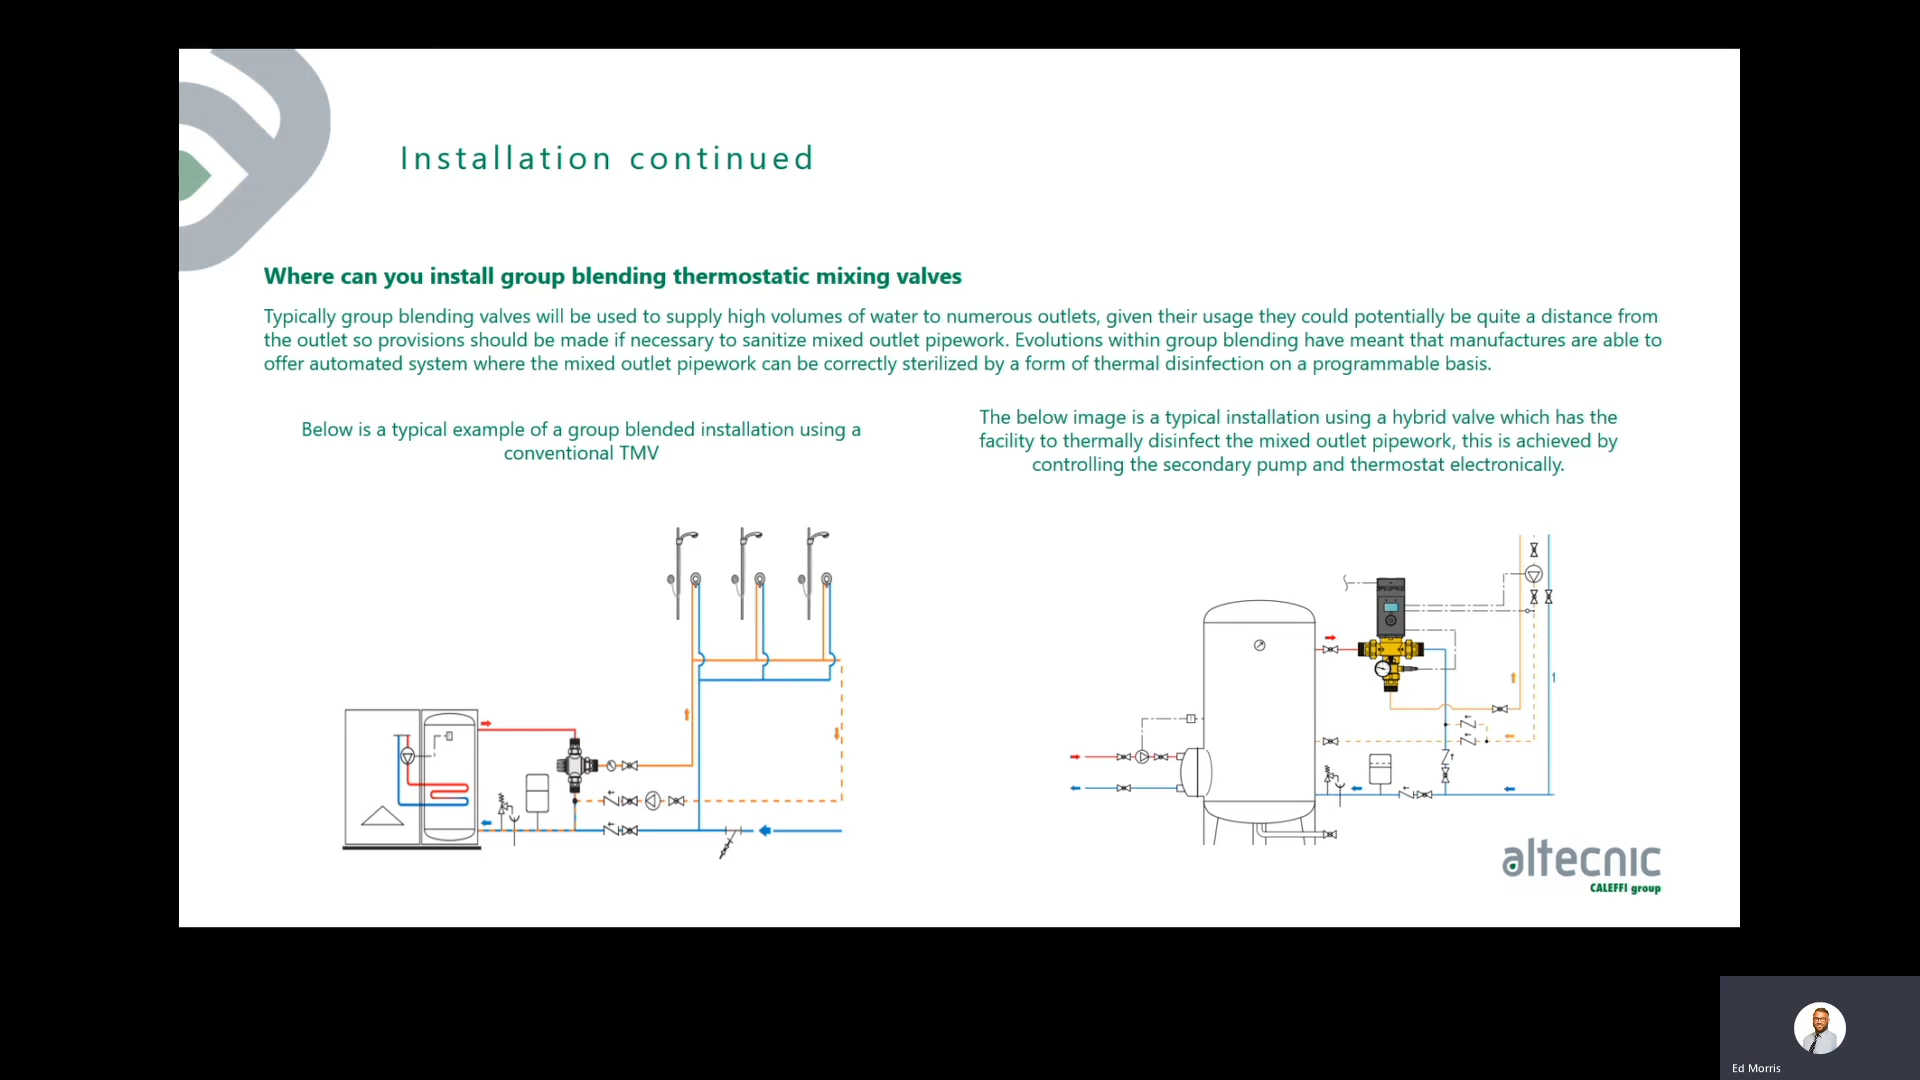 Installation continued
Where can you install group blending thermostatic mixing valves
Typically group blending valves will be used to supply high volumes of water to numerous outlets, given their usage they could potentially be quite a distance from
the outlet so provisions should be made if necessary to sanitize mixed outlet pipework. Evolutions within group blending have meant that manufactures are able to
offer automated system where the mixed outlet pipework can be correctly sterilized by a form of thermal disinfection on a programmable basis.
Below is a typical example of a group blended installation using a
conventional TMV
The below image is a typical installation using a hybrid valve which has the
facility to thermally disinfect the mixed outlet pipework, this is achieved by
controlling the secondary pump and thermostat electronically.
altecnic
CALEFFI group
Ed Morris